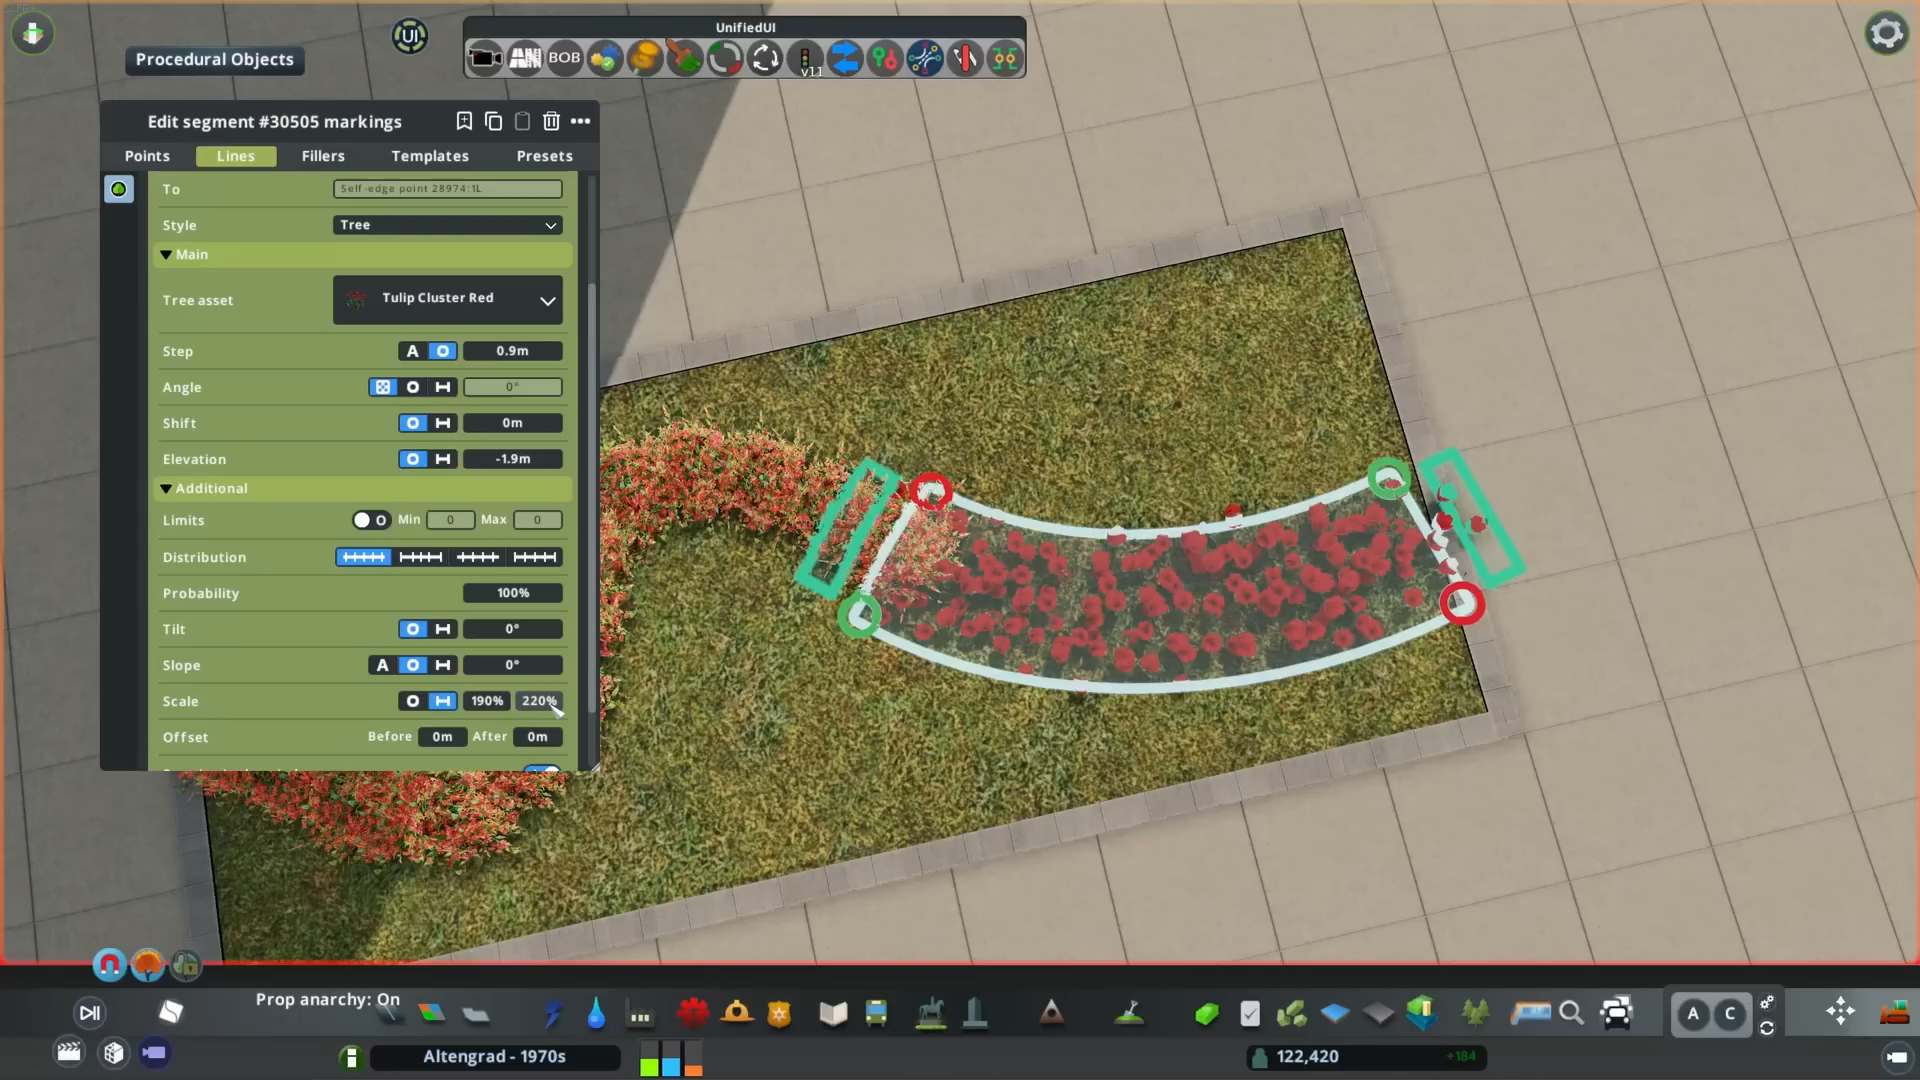 UnifiedUI
UI
Procedural Objects
BOB
v11
Edit segment #30505 markings
Points
Lines
Fillers
Templates
Presets
To
Self-edge point 28974:1L
Style
Tree
Main
Tree asset
Tulip Cluster Red
Step
A
0.9m
Angle
0°
Shift
0m
Elevation
-1.9m
Additional
Limits
Min
0
Max
0
Distribution
Probability
100%
Tilt
0°
Slope
A
0°
Scale
190%
220%
Offset
Before
0m
After
0m
Prop anarchy: On
A
C
Altengrad - 1970s
122,420
+184